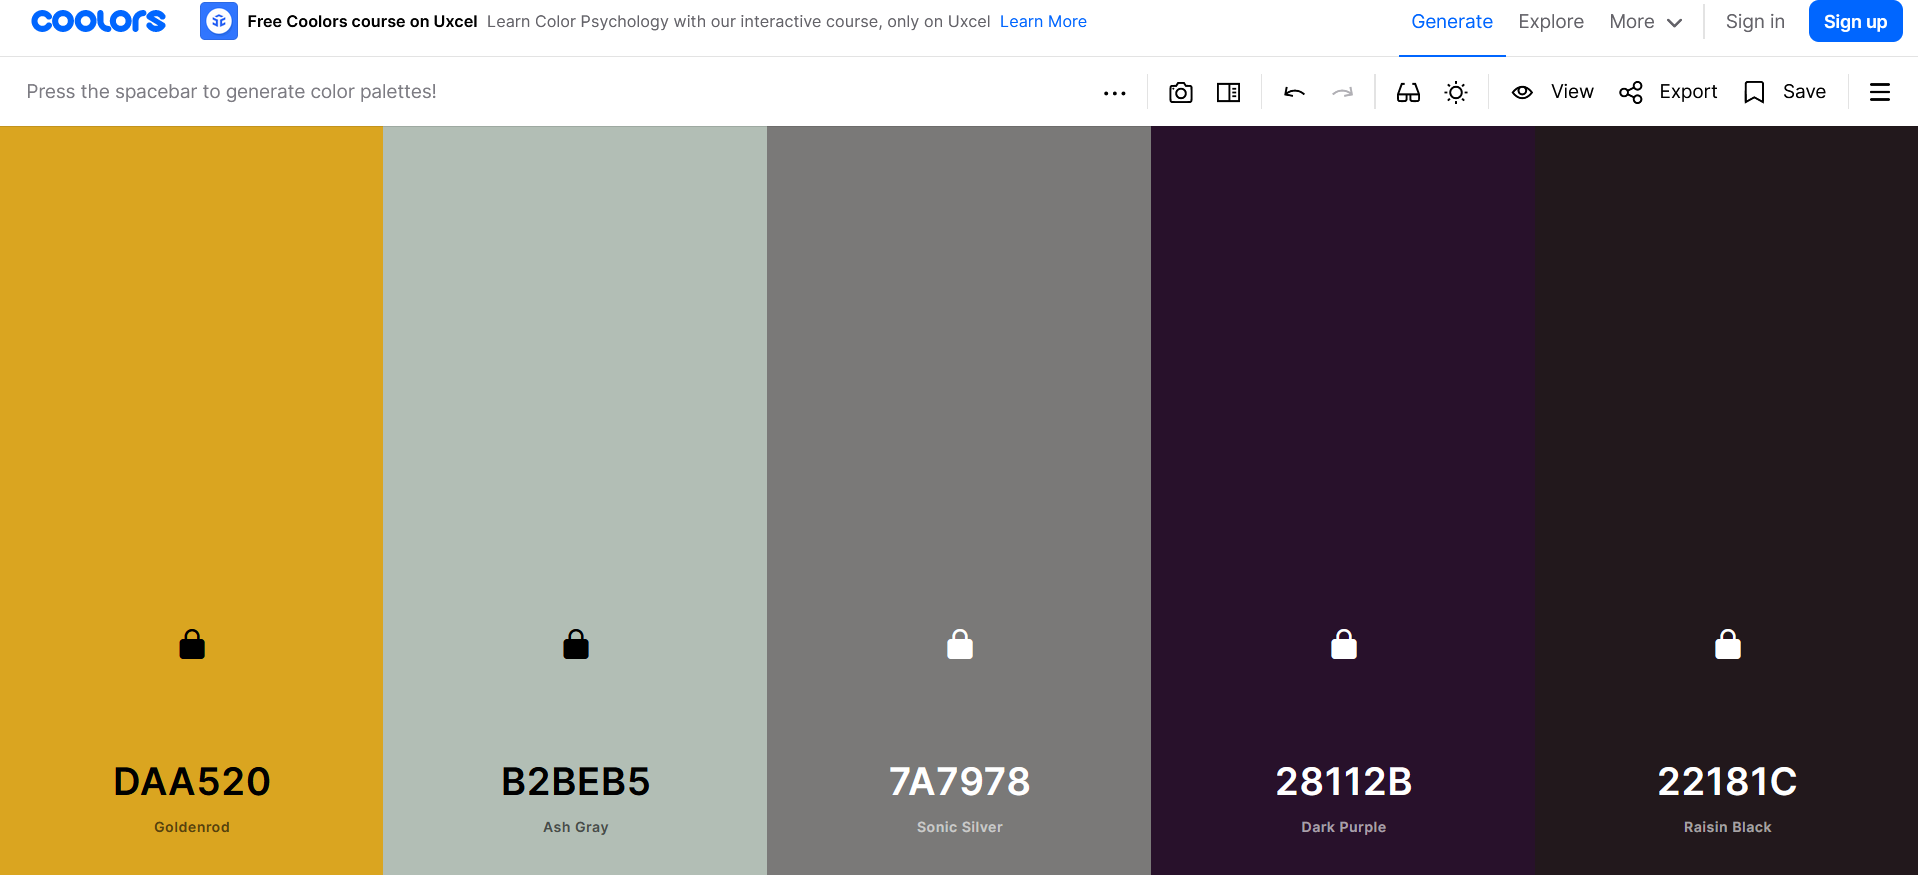 coolors
Free Coolors course on Uxcel Learn Color Psychology with our interactive course, only on Uxcel Learn More
Generate Explore More Sign in Sign up
Press the spacebar to generate color palettes!
View Export Save
DAA520 B2BEB5 7A7978 28112B 22181C
Goldenrod Ash Gray Sonic Silver Dark Purple Raisin Black